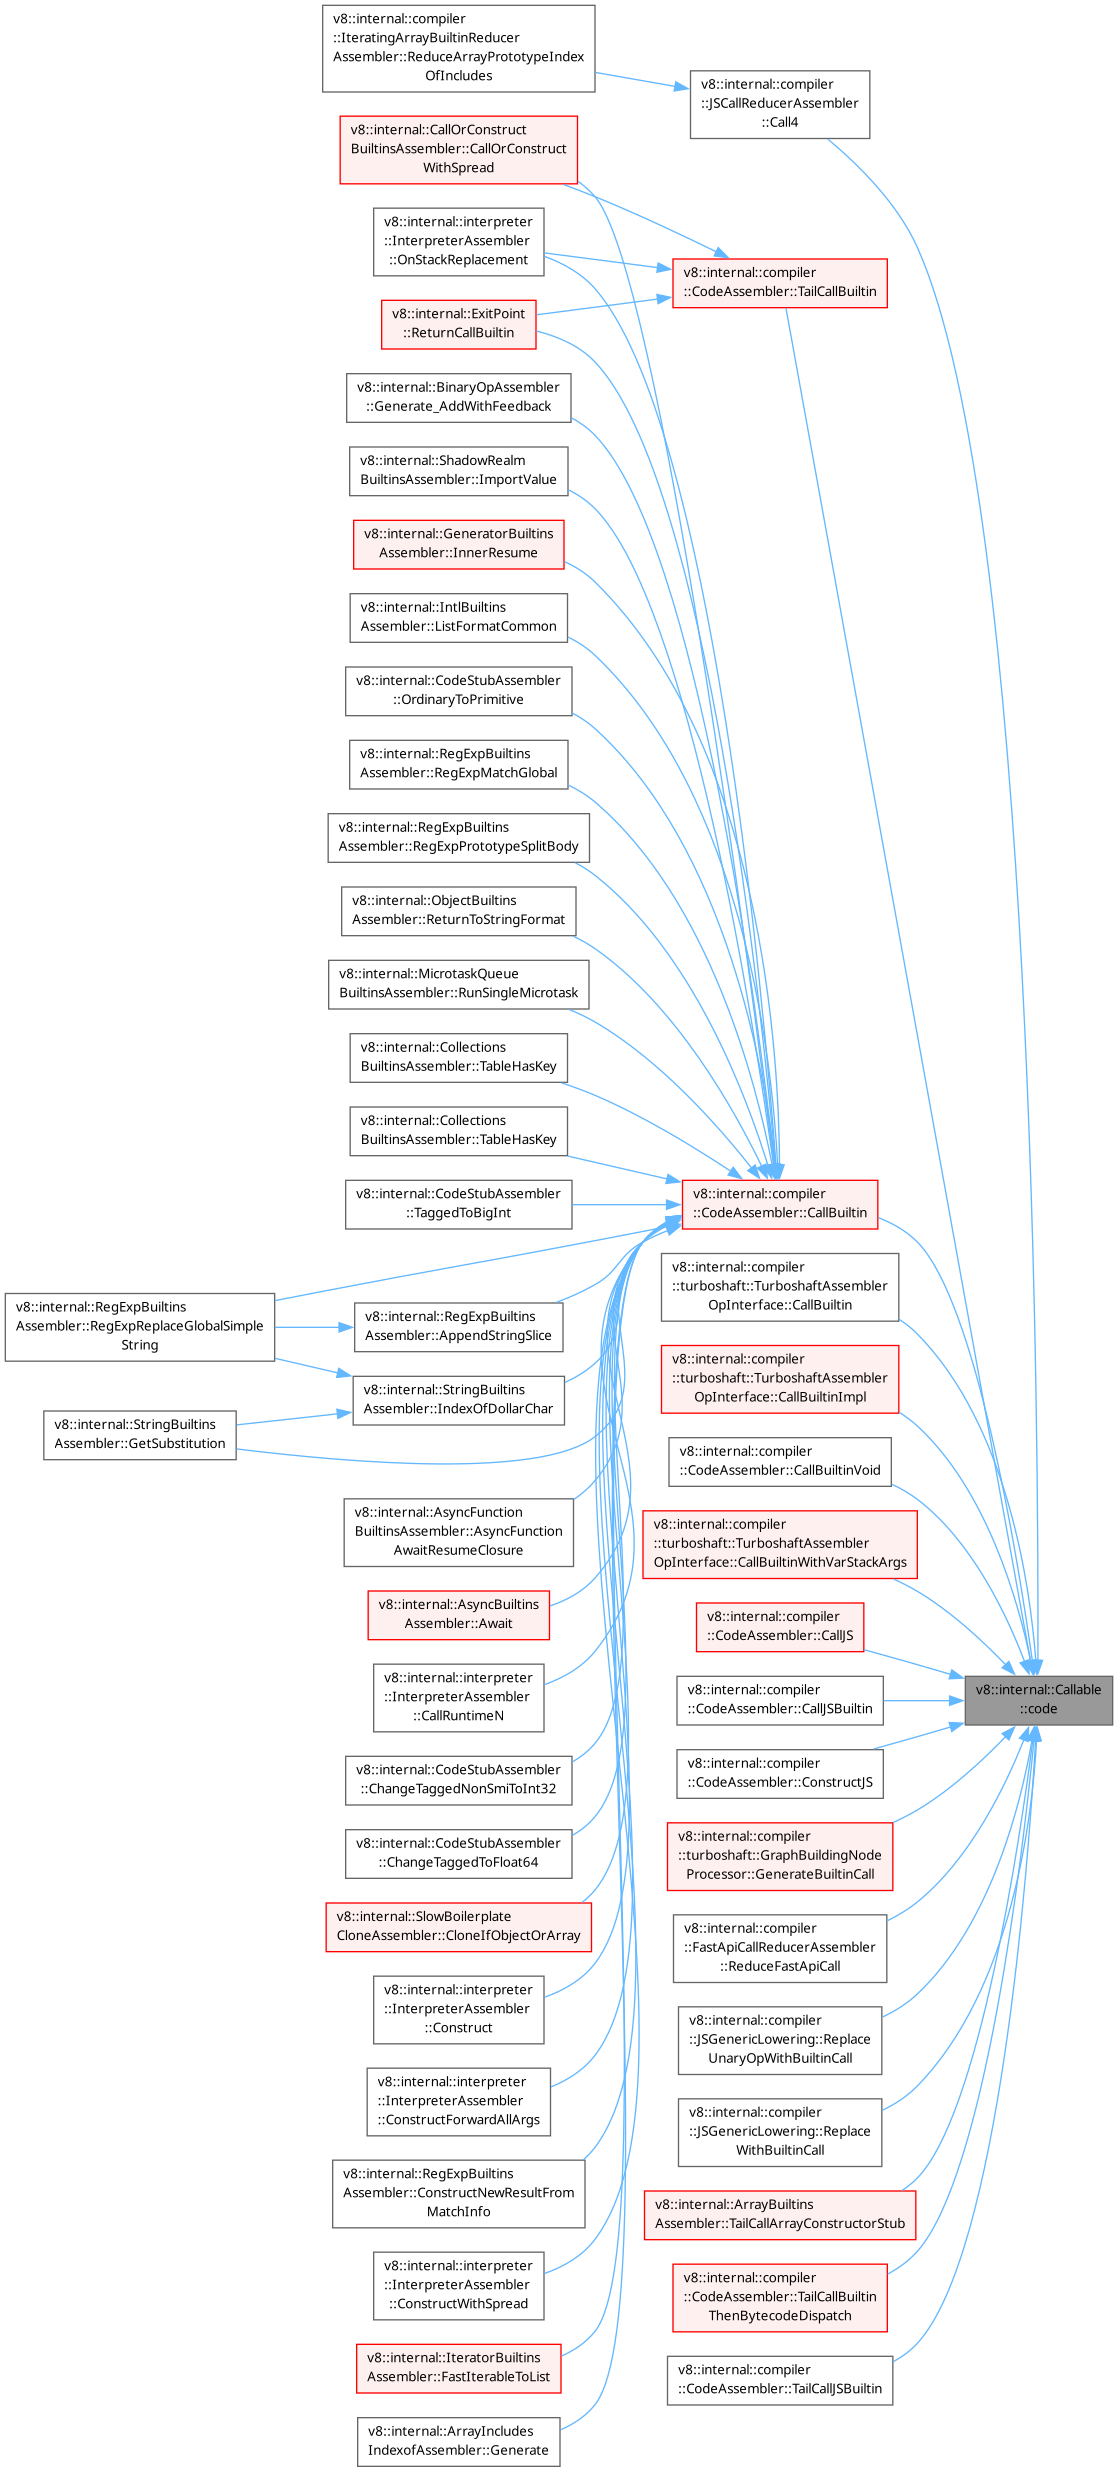 v8::internal::compiler
::IteratingArrayBuiltinReducer
Assembler::ReduceArrayPrototypeIndex
OfIncludes
v8::internal::compiler
::JSCallReducerAssembler
::Call4
v8::internal::CallOrConstruct
BuiltinsAssembler::CallOrConstruct
WithSpread
v8::internal::interpreter
::InterpreterAssembler
::OnStackReplacement
v8::internal::compiler
::CodeAssembler::TailCallBuiltin
v8::internal::ExitPoint
::ReturnCallBuiltin
v8::internal::BinaryOpAssembler
::Generate_AddWithFeedback
v8::internal::ShadowRealm
BuiltinsAssembler::ImportValue
v8::internal::GeneratorBuiltins
Assembler::InnerResume
v8::internal::IntlBuiltins
Assembler::ListFormatCommon
v8::internal::CodeStubAssembler
::OrdinaryToPrimitive
v8::internal::RegExpBuiltins
Assembler::RegExpMatchGlobal
v8::internal::RegExpBuiltins
Assembler::RegExpPrototypeSplitBody
v8::internal::ObjectBuiltins
Assembler::ReturnToStringFormat
v8::internal::MicrotaskQueue
BuiltinsAssembler::RunSingleMicrotask
v8::internal::Collections
BuiltinsAssembler::TableHasKey
v8::internal::Collections
BuiltinsAssembler::TableHasKey
v8::internal::CodeStubAssembler
::TaggedToBigInt
v8::internal::compiler
::CodeAssembler::CallBuiltin
v8::internal::compiler
::turboshaft::TurboshaftAssembler
OpInterface::CallBuiltin
v8::internal::RegExpBuiltins
Assembler::RegExpReplaceGlobalSimple
String
v8::internal::RegExpBuiltins
Assembler::AppendStringSlice
v8::internal::compiler
::turboshaft::TurboshaftAssembler
OpInterface::CallBuiltinImpl
v8::internal::StringBuiltins
Assembler::IndexOfDollarChar
v8::internal::StringBuiltins
Assembler::GetSubstitution
v8::internal::compiler
::CodeAssembler::CallBuiltinVoid
v8::internal::AsyncFunction
BuiltinsAssembler::AsyncFunction
AwaitResumeClosure
v8::internal::compiler
::turboshaft::TurboshaftAssembler
OpInterface::CallBuiltinWithVarStackArgs
v8::internal::AsyncBuiltins
Assembler::Await
v8::internal::compiler
::CodeAssembler::CallJS
v8::internal::interpreter
::InterpreterAssembler
::CallRuntimeN
v8::internal::compiler
::CodeAssembler::CallJSBuiltin
v8::internal::Callable
::code
v8::internal::CodeStubAssembler
::ChangeTaggedNonSmiToInt32
v8::internal::compiler
::CodeAssembler::ConstructJS
v8::internal::CodeStubAssembler
::ChangeTaggedToFloat64
v8::internal::compiler
::turboshaft::GraphBuildingNode
Processor::GenerateBuiltinCall
v8::internal::SlowBoilerplate
CloneAssembler::CloneIfObjectOrArray
v8::internal::compiler
::FastApiCallReducerAssembler
::ReduceFastApiCall
v8::internal::interpreter
::InterpreterAssembler
::Construct
v8::internal::compiler
::JSGenericLowering::Replace
UnaryOpWithBuiltinCall
v8::internal::interpreter
::InterpreterAssembler
::ConstructForwardAllArgs
v8::internal::compiler
::JSGenericLowering::Replace
WithBuiltinCall
v8::internal::RegExpBuiltins
Assembler::ConstructNewResultFrom
MatchInfo
v8::internal::ArrayBuiltins
Assembler::TailCallArrayConstructorStub
v8::internal::interpreter
::InterpreterAssembler
::ConstructWithSpread
v8::internal::compiler
::CodeAssembler::TailCallBuiltin
ThenBytecodeDispatch
v8::internal::IteratorBuiltins
Assembler::FastIterableToList
v8::internal::compiler
::CodeAssembler::TailCallJSBuiltin
v8::internal::ArrayIncludes
IndexofAssembler::Generate